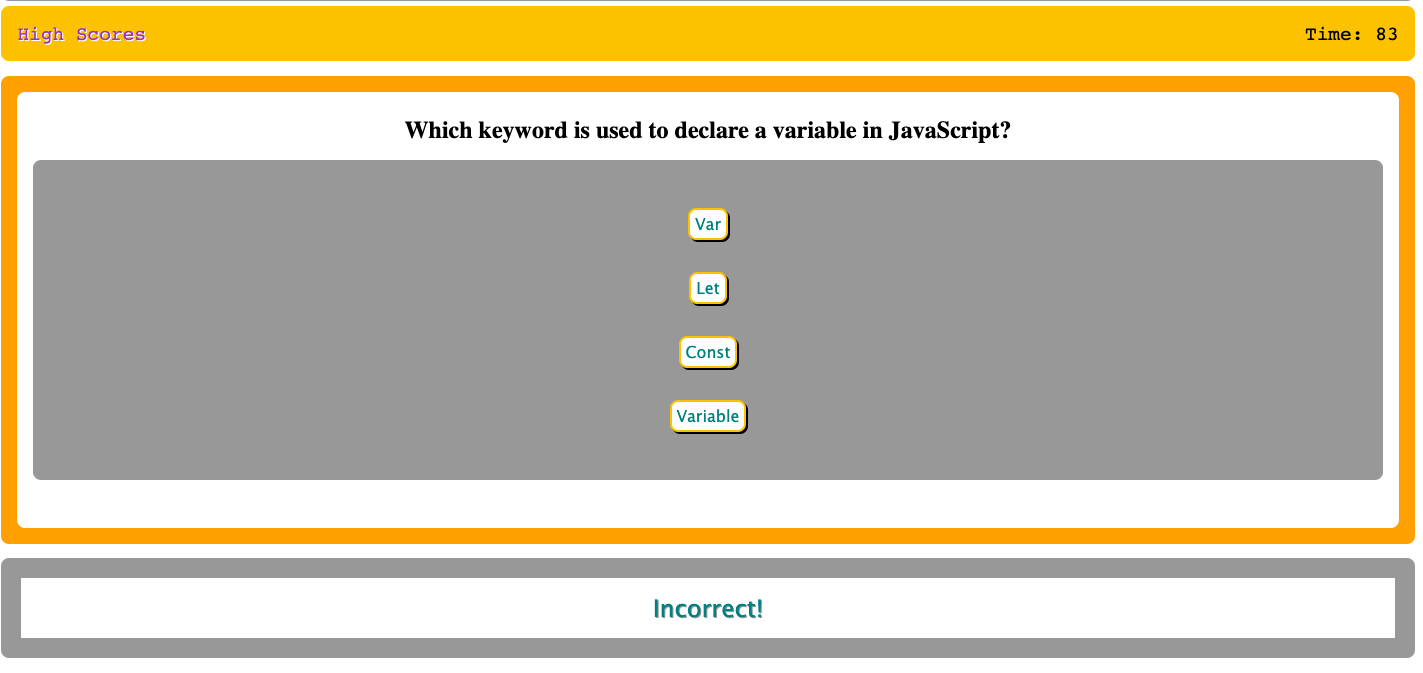 High Scores
Time: 83
Which keyword is used to declare a variable in JavaScript?
Var
Let
Const
Variable
Incorrect!